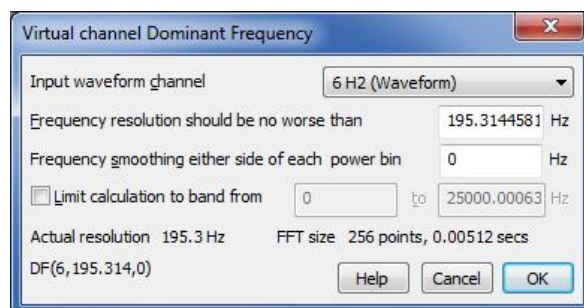 Virtual channel Dominant Frequency
Input waveform channel 6 H2 (Waveform)
Frequency resolution should be no worse than 195.3144581 Hz
Frequency smoothing either side of each power bin 0 Hz
Limit calculation to band from 0 to 25000.00063 Hz
Actual resolution 195.3 Hz FFT size 256 points, 0.00512 secs
DF(6,195.314,0)
Help Cancel OK